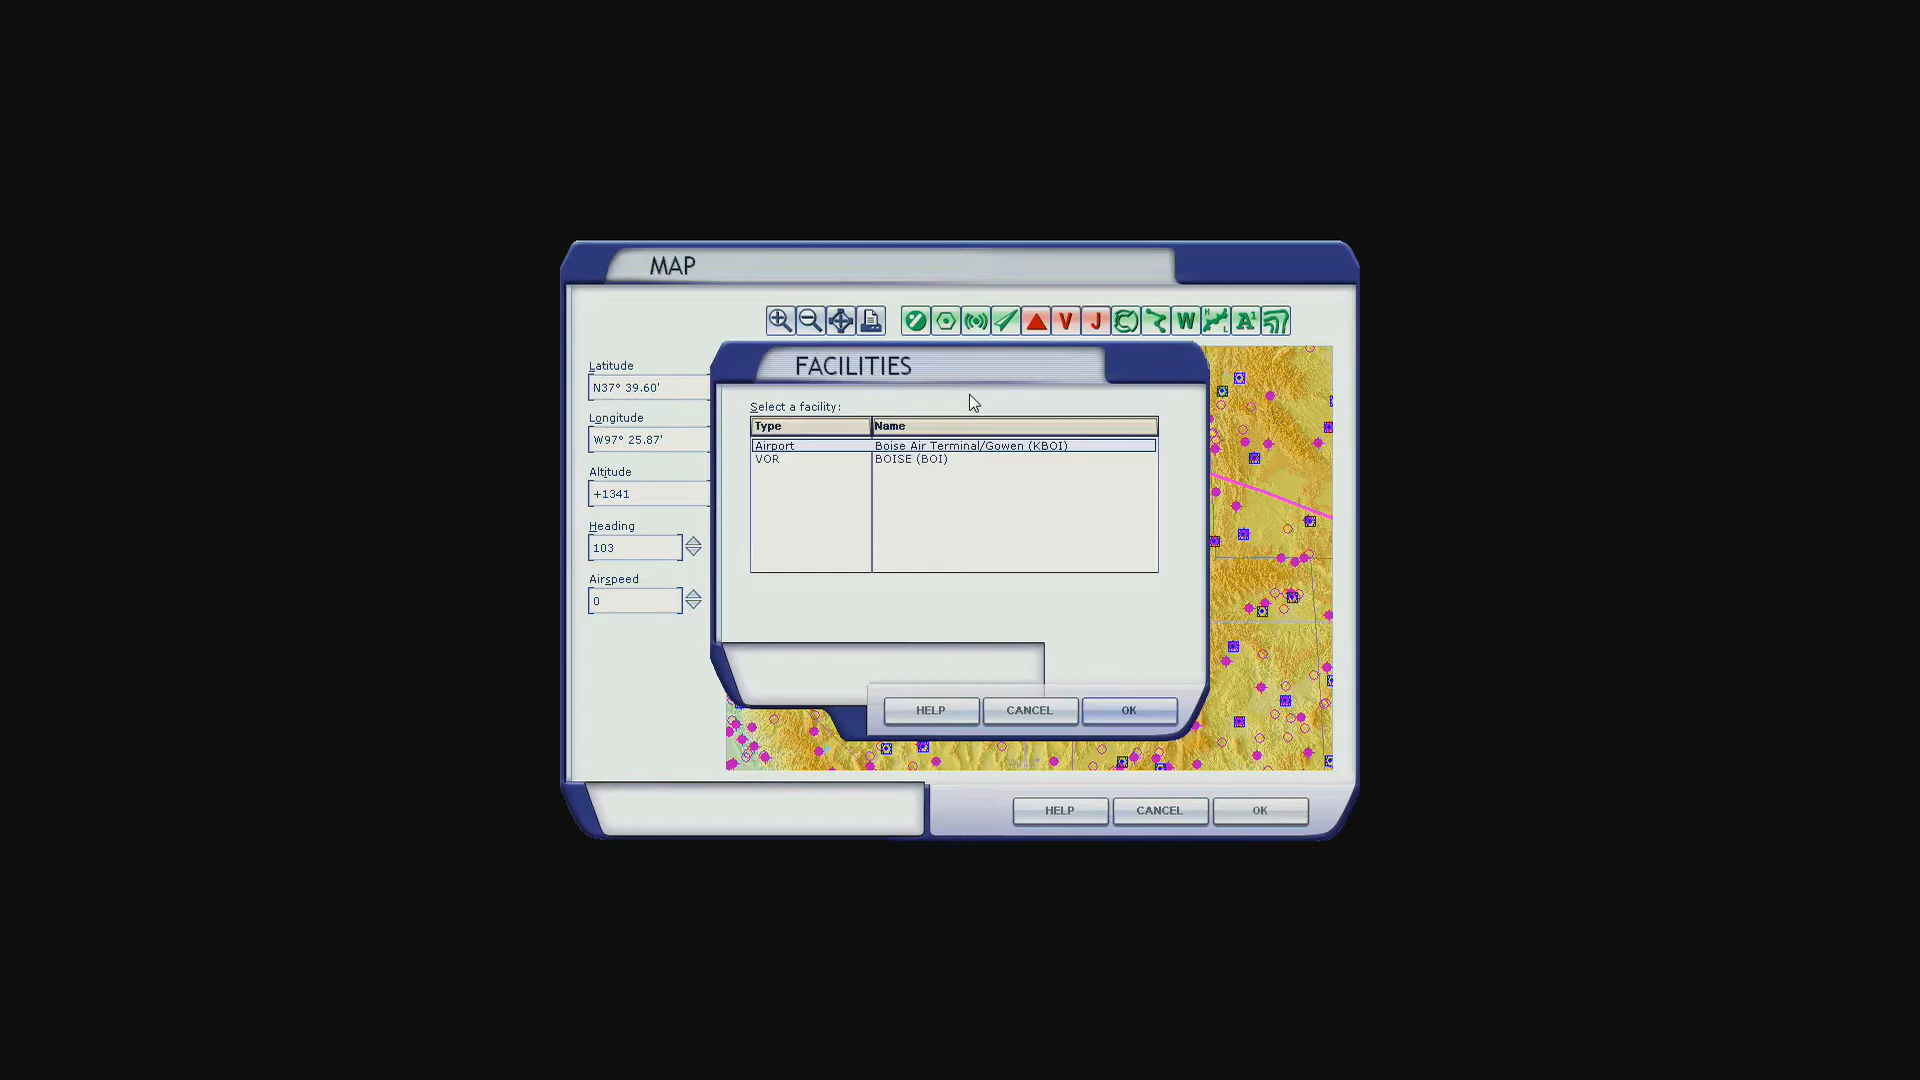 MAP
V J W A
FACILITIES
Latitude
N37° 39.60'
Longitude
W97° 25.87'
Altitude
+1341
Heading
103
Airspeed
0
Select a facility:
Type Name
Airport Boise Air Terminal/Gowen (KBOI)
VOR BOISE (BOI)
HELP CANCEL OK
HELP CANCEL OK